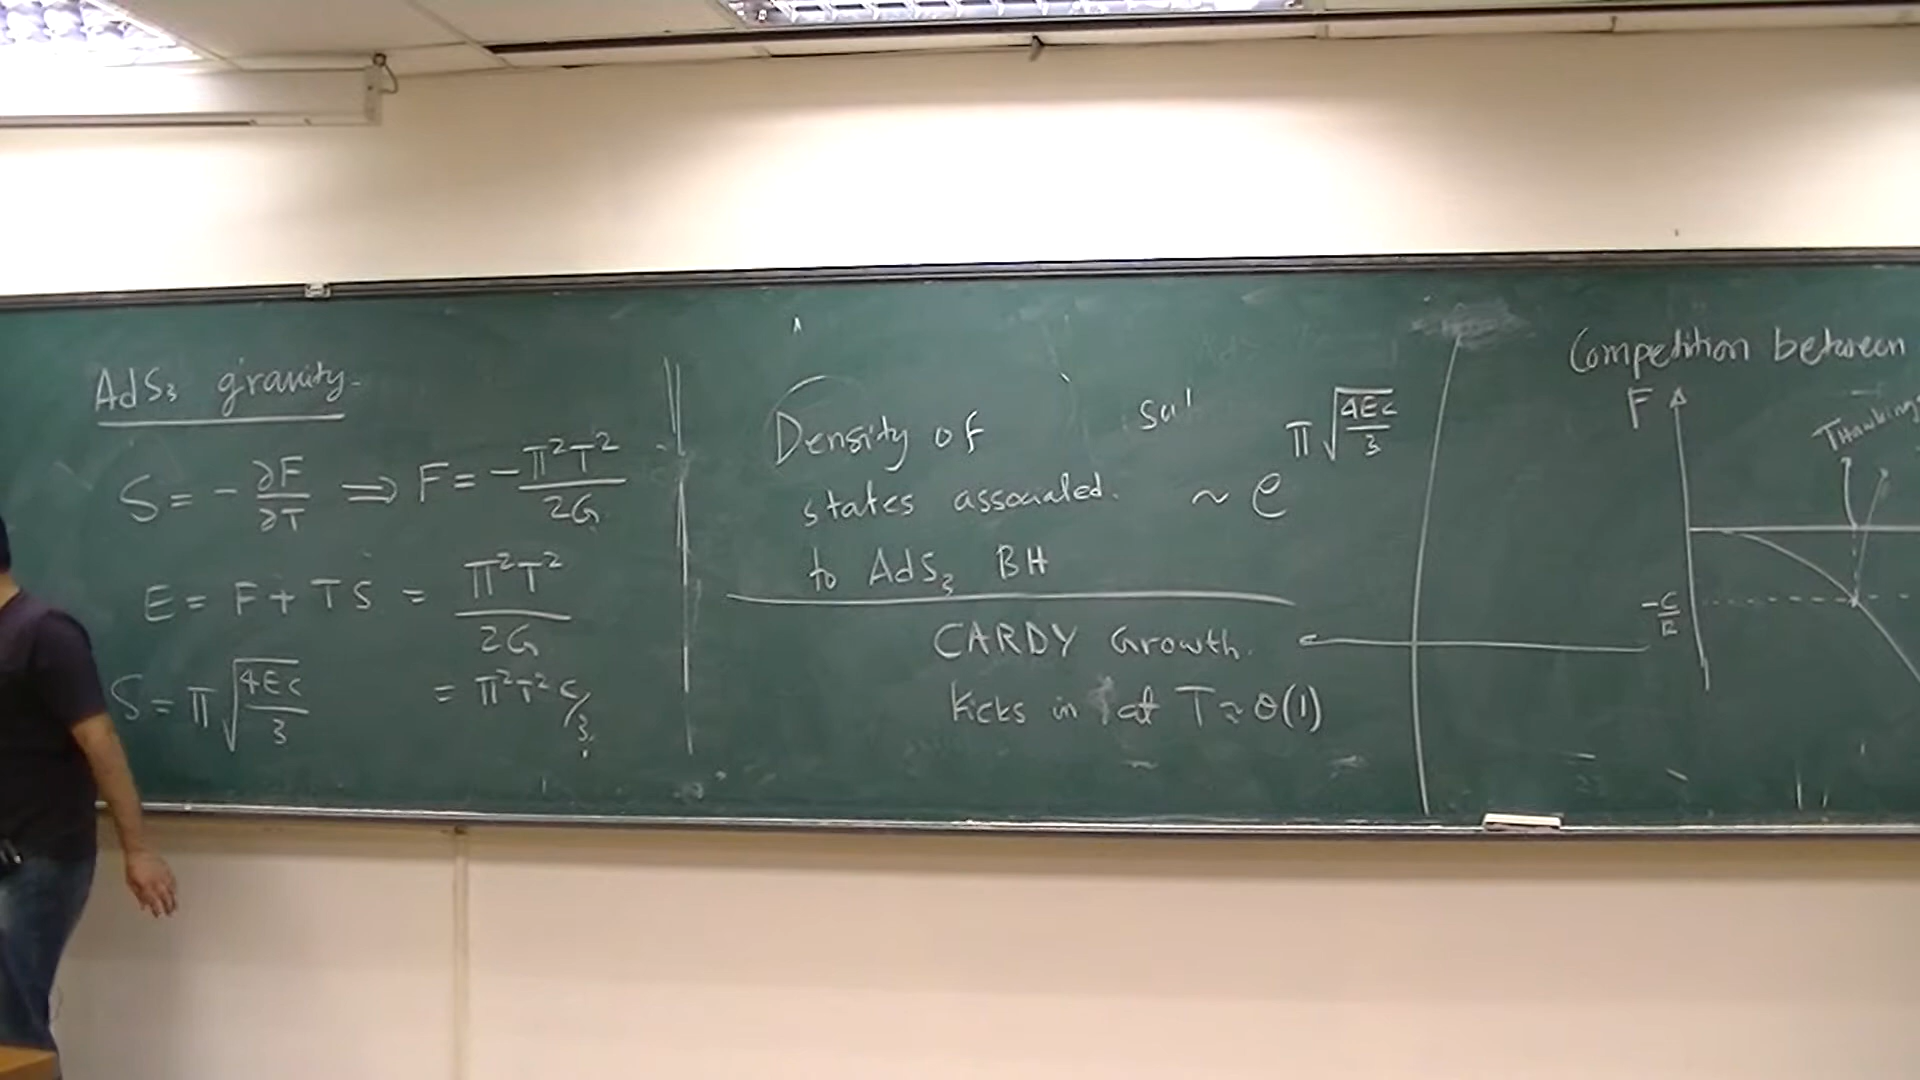 AdS₃ gravity.
S = - ∂F/∂T ⟹ F = - π²T²/2G
E = F + TS = π²T²/2G
S = π √(4Ec/3) = π²T² c/3
Density of
states associated. ~ e^{π √(4Ec/3)}
to AdS₃ BH
CARDY Growth.
Kicks in at T ≈ O(1)
Competition between
F
T Hawking
-c/12